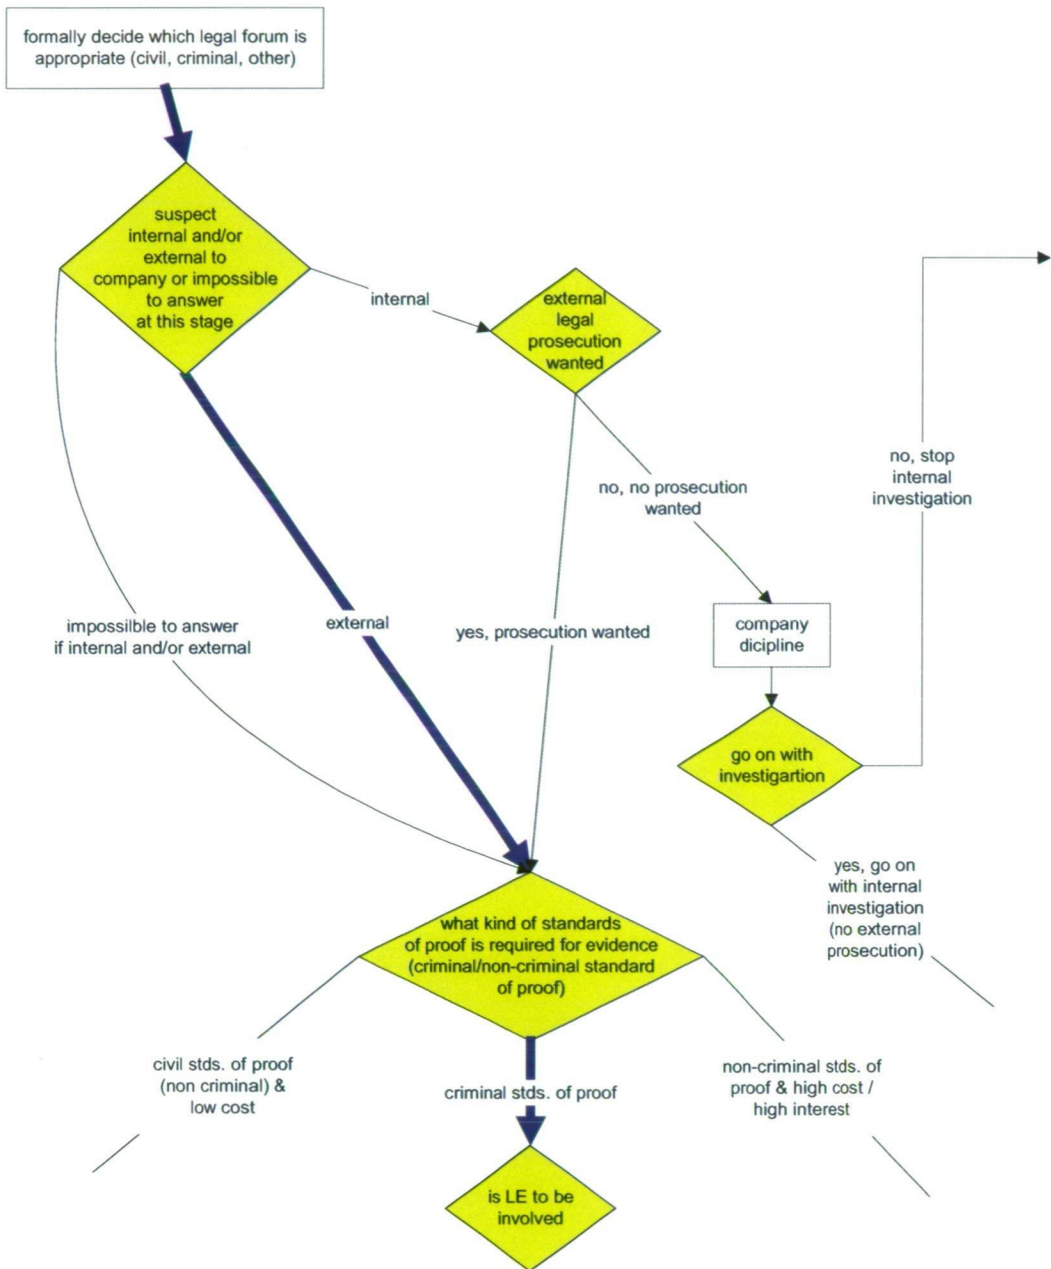 formally decide which legal forum is
appropriate (civil, criminal, other)
suspect
internal and/or
external to
company or impossible
to answer
at this stage
internal
external
legal
prosecution
wanted
no, stop
internal
investigation
no, no prosecution
wanted
impossilble to answer
if internal and/or external
external
yes, prosecution wanted
company
dicipline
go on with
investigartion
yes, go on
with internal
investigation
(no external
prosecution)
what kind of standards
of proof is required for evidence
(criminal/non-criminal standard
of proof)
civil stds. of proof
(non criminal) &
low cost
criminal stds. of proof
non-criminal stds. of
proof & high cost /
high interest
is LE to be
involved